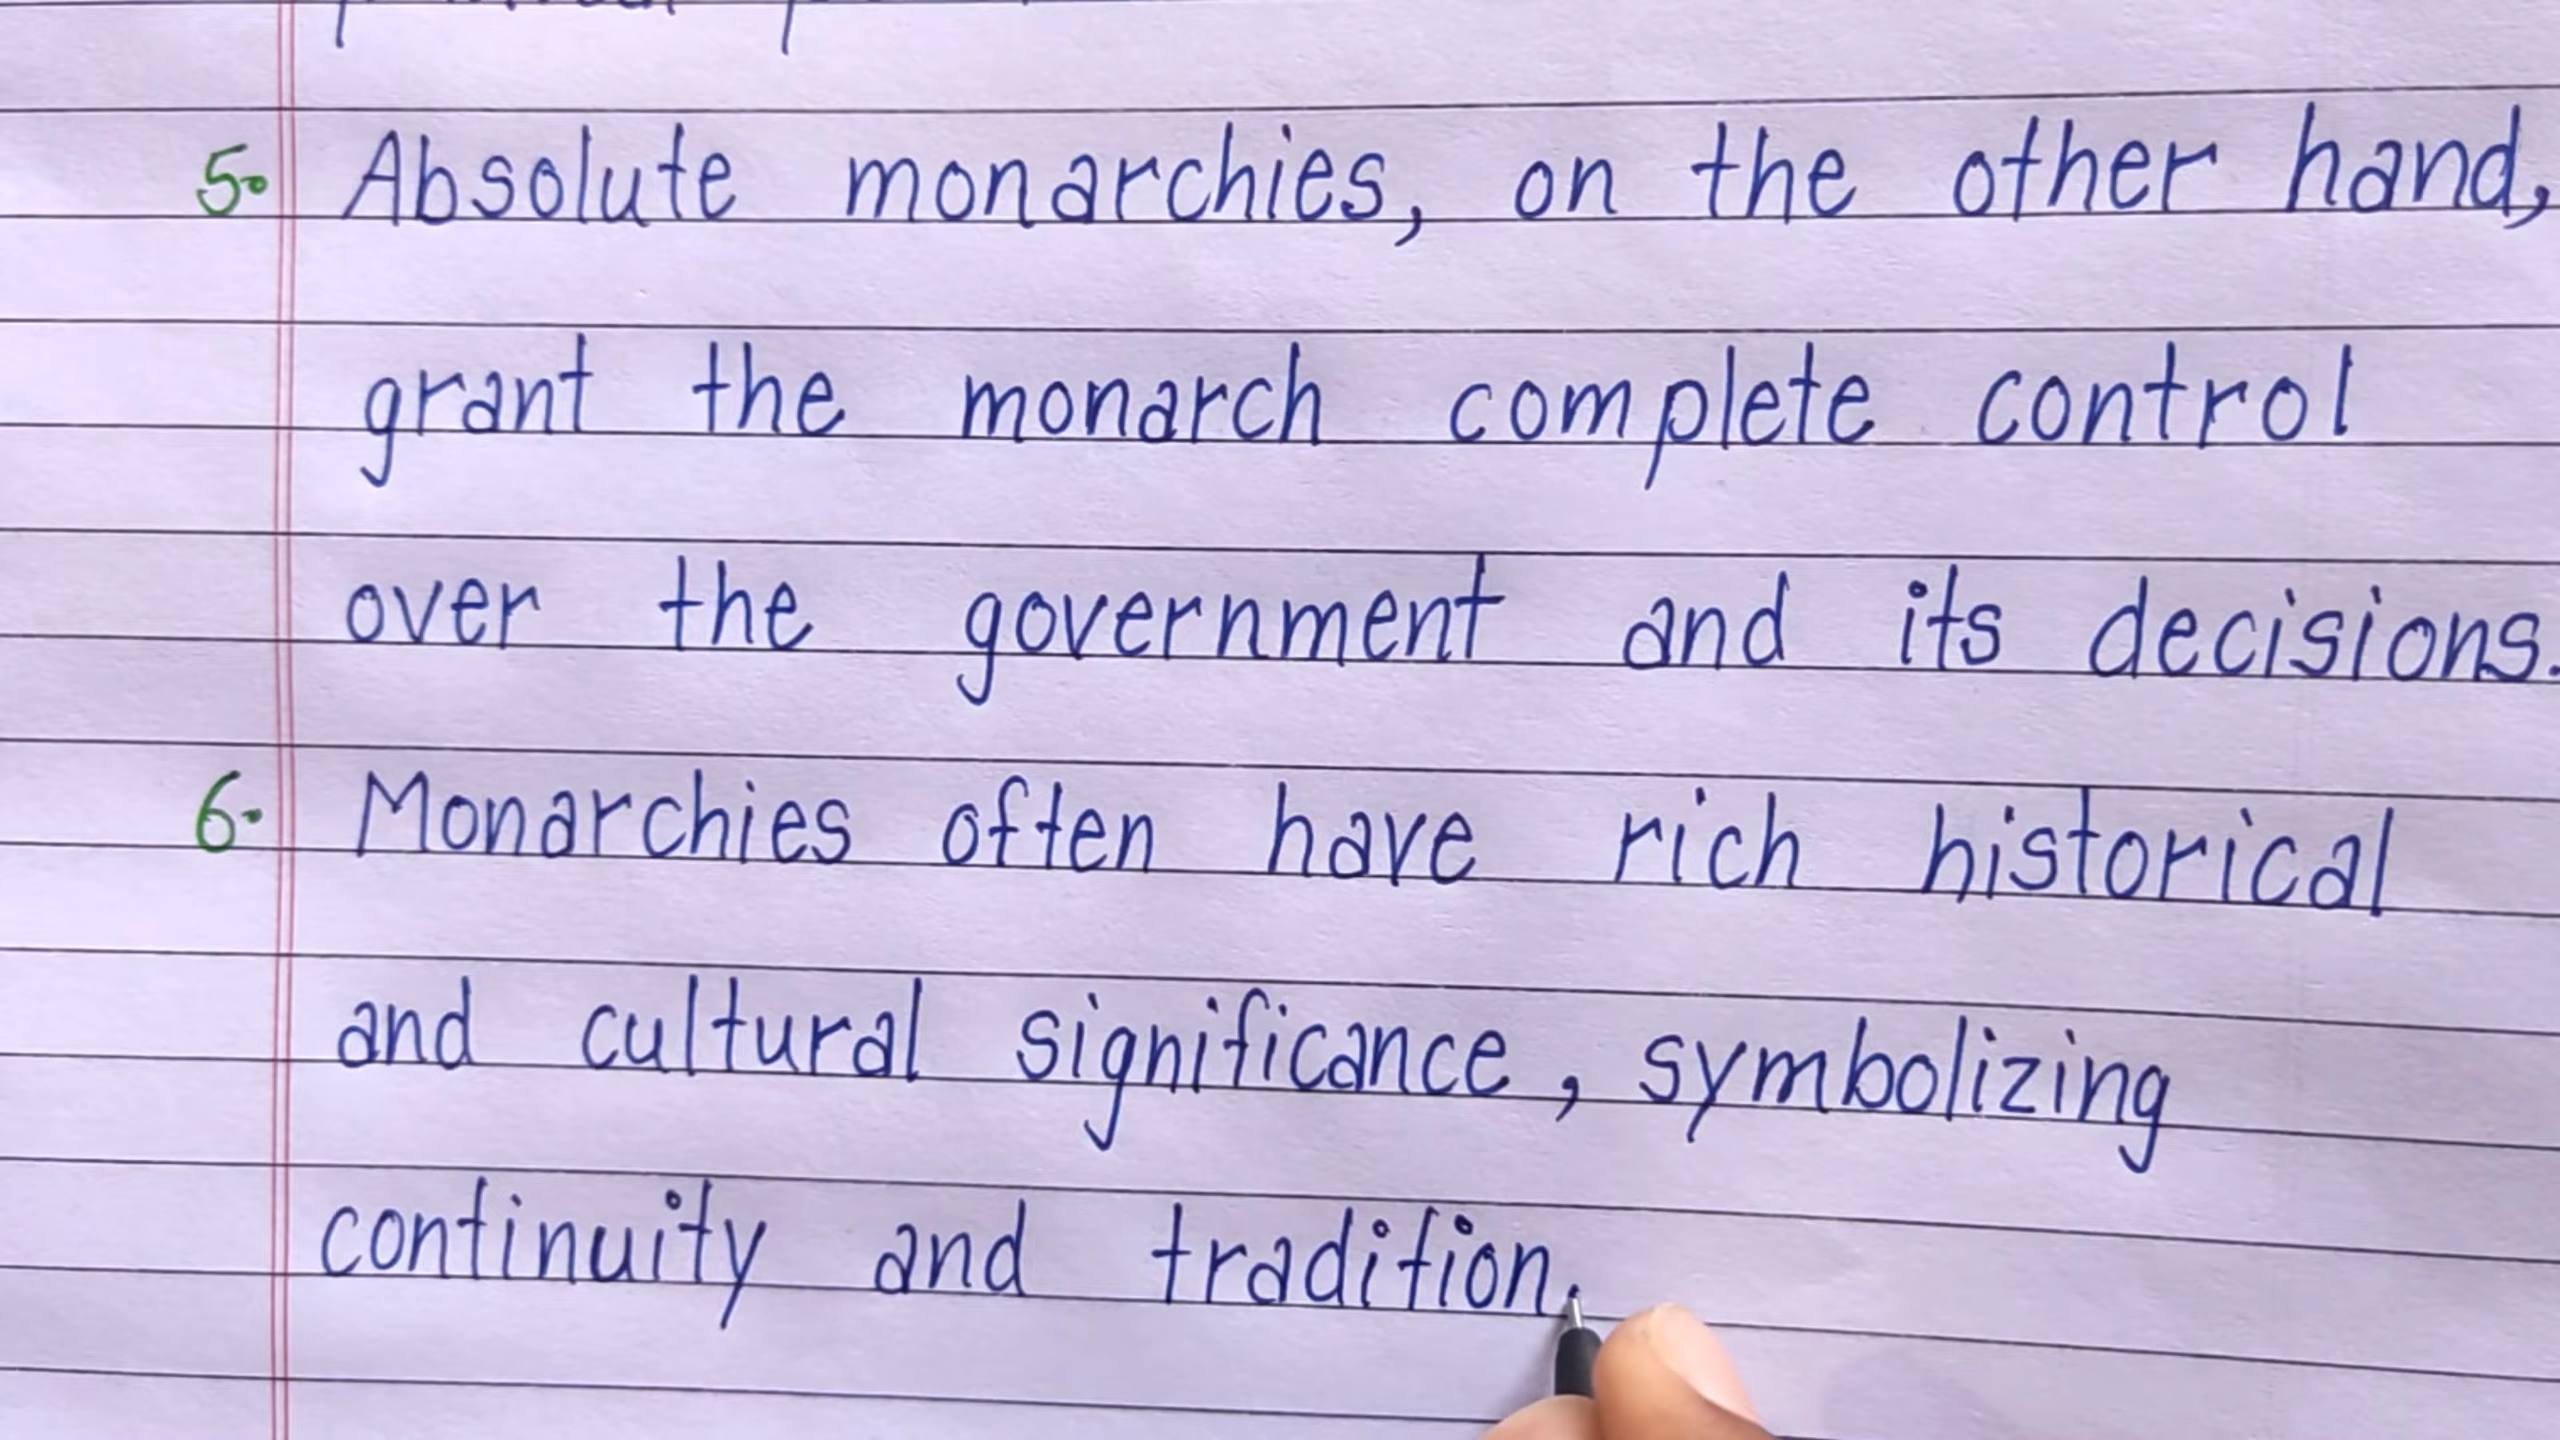 5. Absolute monarchies, on the other hand,
grant the monarch complete control
over the government and its decisions.
6. Monarchies often have rich historical
and cultural significance, symbolizing
continuity and tradition.